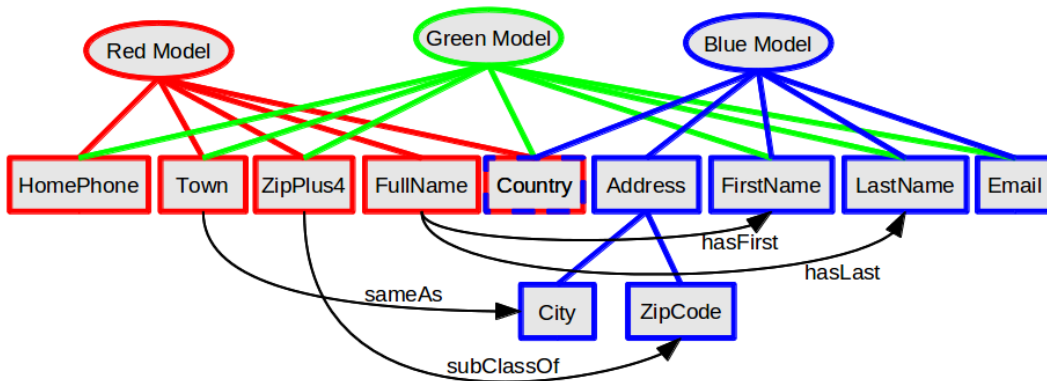 Red Model
Green Model
Blue Model
HomePhone
Town
ZipPlus4
FullName
Country
Address
FirstName
LastName
Email
hasFirst
hasLast
sameAs
City
ZipCode
subClassOf